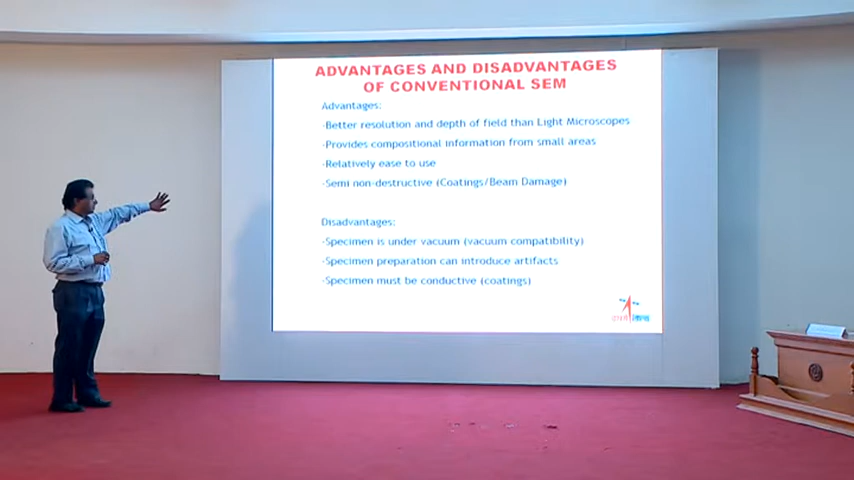 ADVANTAGES AND DISADVANTAGES
OF CONVENTIONAL SEM
Advantages:
-Better resolution and depth of field than Light Microscopes
-Provides compositional information from small areas
-Relatively ease to use
-Semi non-destructive (Coatings/Beam Damage)
Disadvantages:
-Specimen is under vacuum (vacuum compatibility)
-Specimen preparation can introduce artifacts
-Specimen must be conductive (coatings)